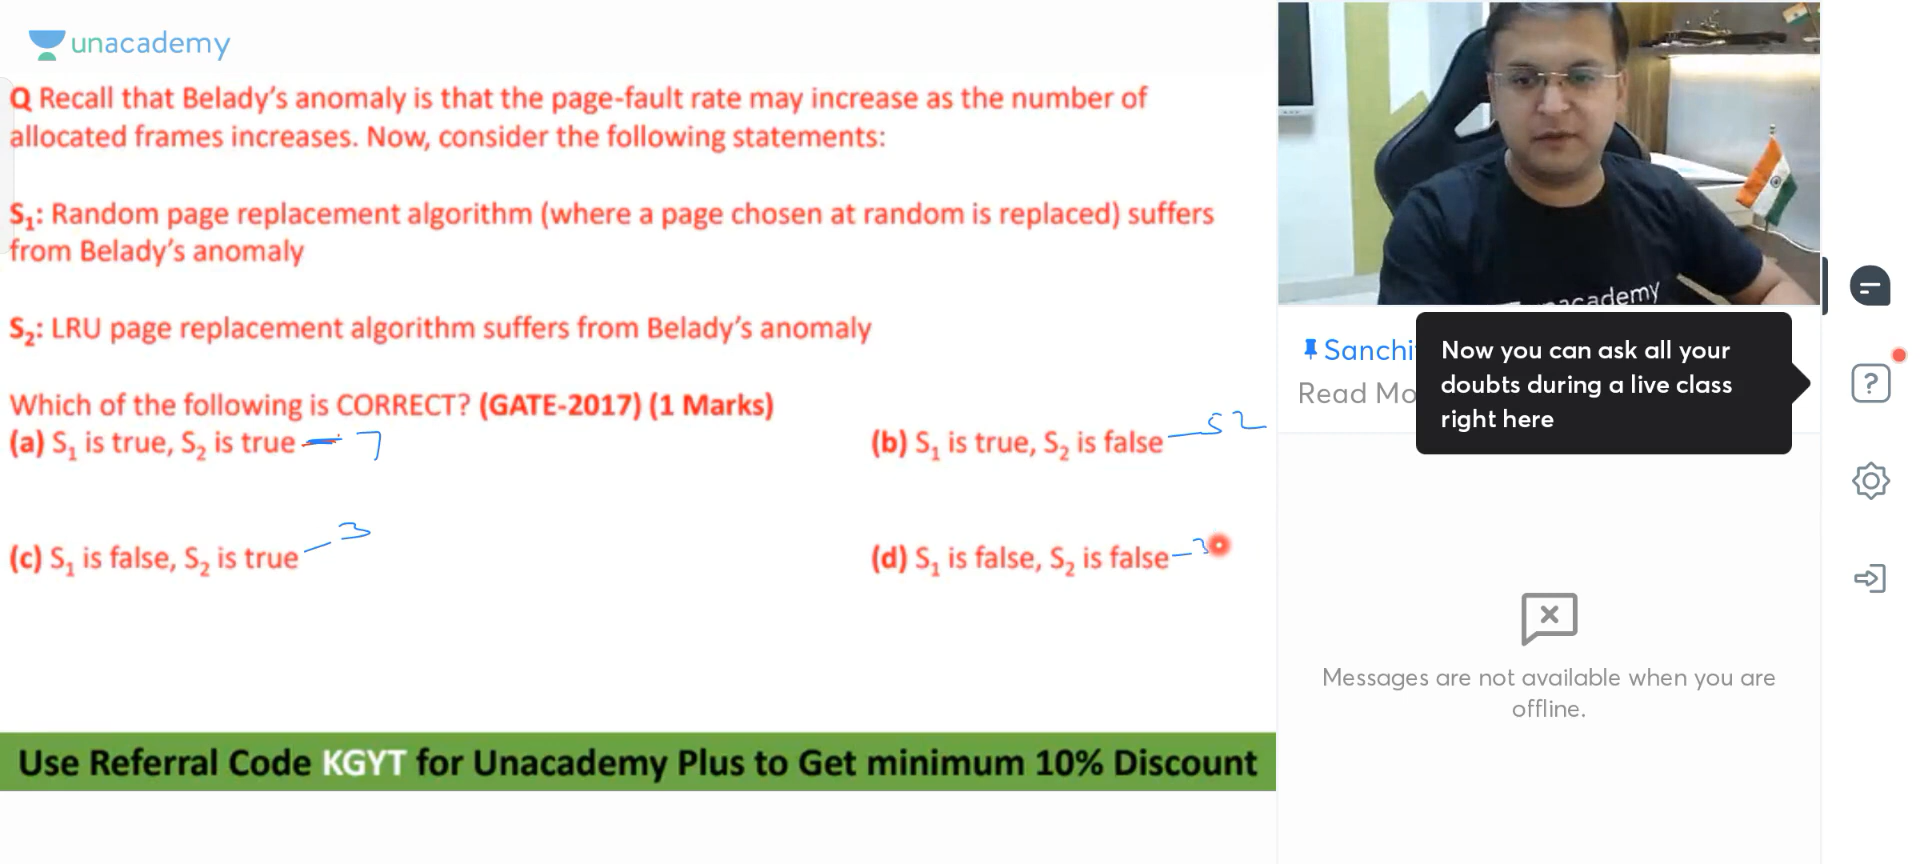 unacademy
Q Recall that Belady's anomaly is that the page-fault rate may increase as the number of
allocated frames increases. Now, consider the following statements:
S1: Random page replacement algorithm (where a page chosen at random is replaced) suffers
from Belady's anomaly
S2: LRU page replacement algorithm suffers from Belady's anomaly
Which of the following is CORRECT? (GATE-2017) (1 Marks)
(a) S1 is true, S2 is true – 7
(b) S1 is true, S2 is false – 52
(c) S1 is false, S2 is true – 3
(d) S1 is false, S2 is false –
Use Referral Code KGYT for Unacademy Plus to Get minimum 10% Discount
academy
Sanchi
Read Mo
Now you can ask all your
doubts during a live class
right here
?
Messages are not available when you are
offline.